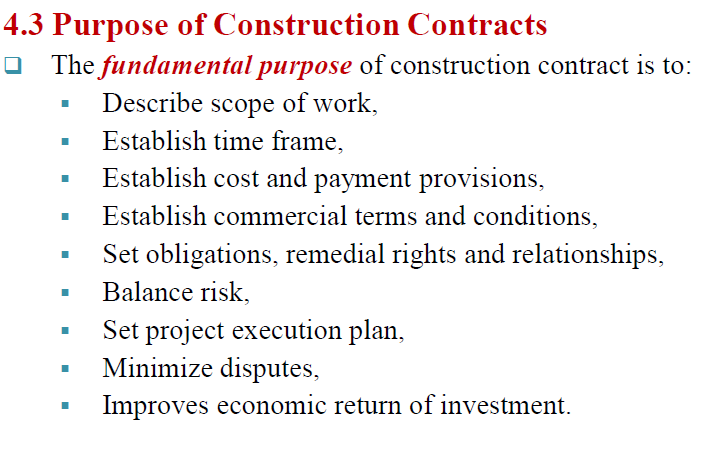 4.3 Purpose of Construction Contracts
The fundamental purpose of construction contract is to:
Describe scope of work,
Establish time frame,
Establish cost and payment provisions,
Establish commercial terms and conditions,
Set obligations, remedial rights and relationships,
Balance risk,
Set project execution plan,
Minimize disputes,
Improves economic return of investment.